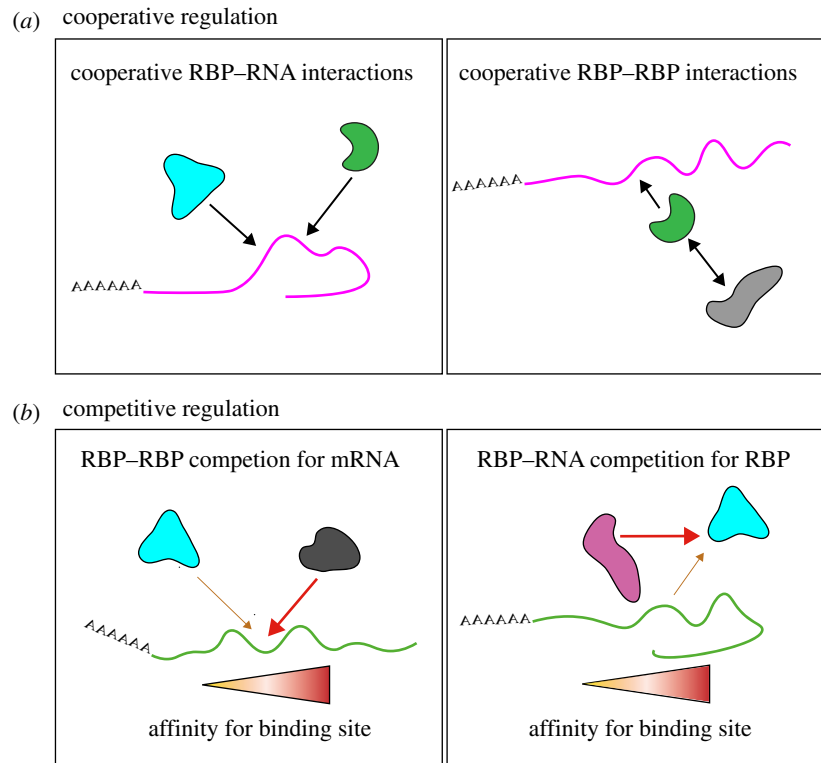 (a) cooperative regulation
cooperative RBP–RNA interactions
cooperative RBP–RBP interactions
AAAAAA
AAAAAA
(b) competitive regulation
RBP–RBP competion for mRNA
RBP–RNA competition for RBP
AAAAAA
AAAAAA
affinity for binding site
affinity for binding site